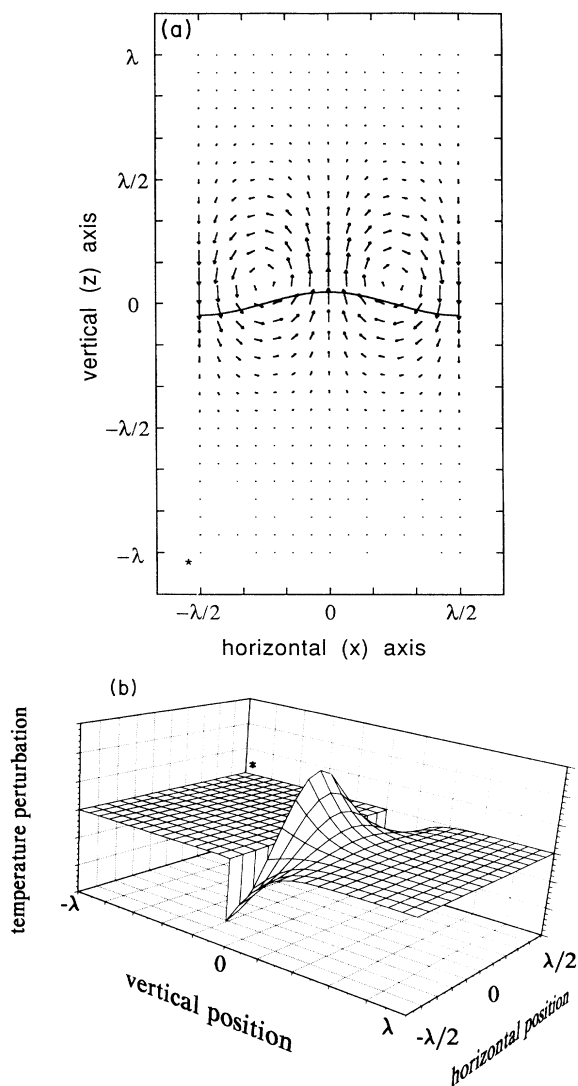 (a)
λ
λ/2
0
−λ/2
−λ
*
vertical (z) axis
−λ/2 0 λ/2
horizontal (x) axis
(b)
*
temperature perturbation
-λ
0
λ
vertical position
-λ/2
0
λ/2
horizontal position